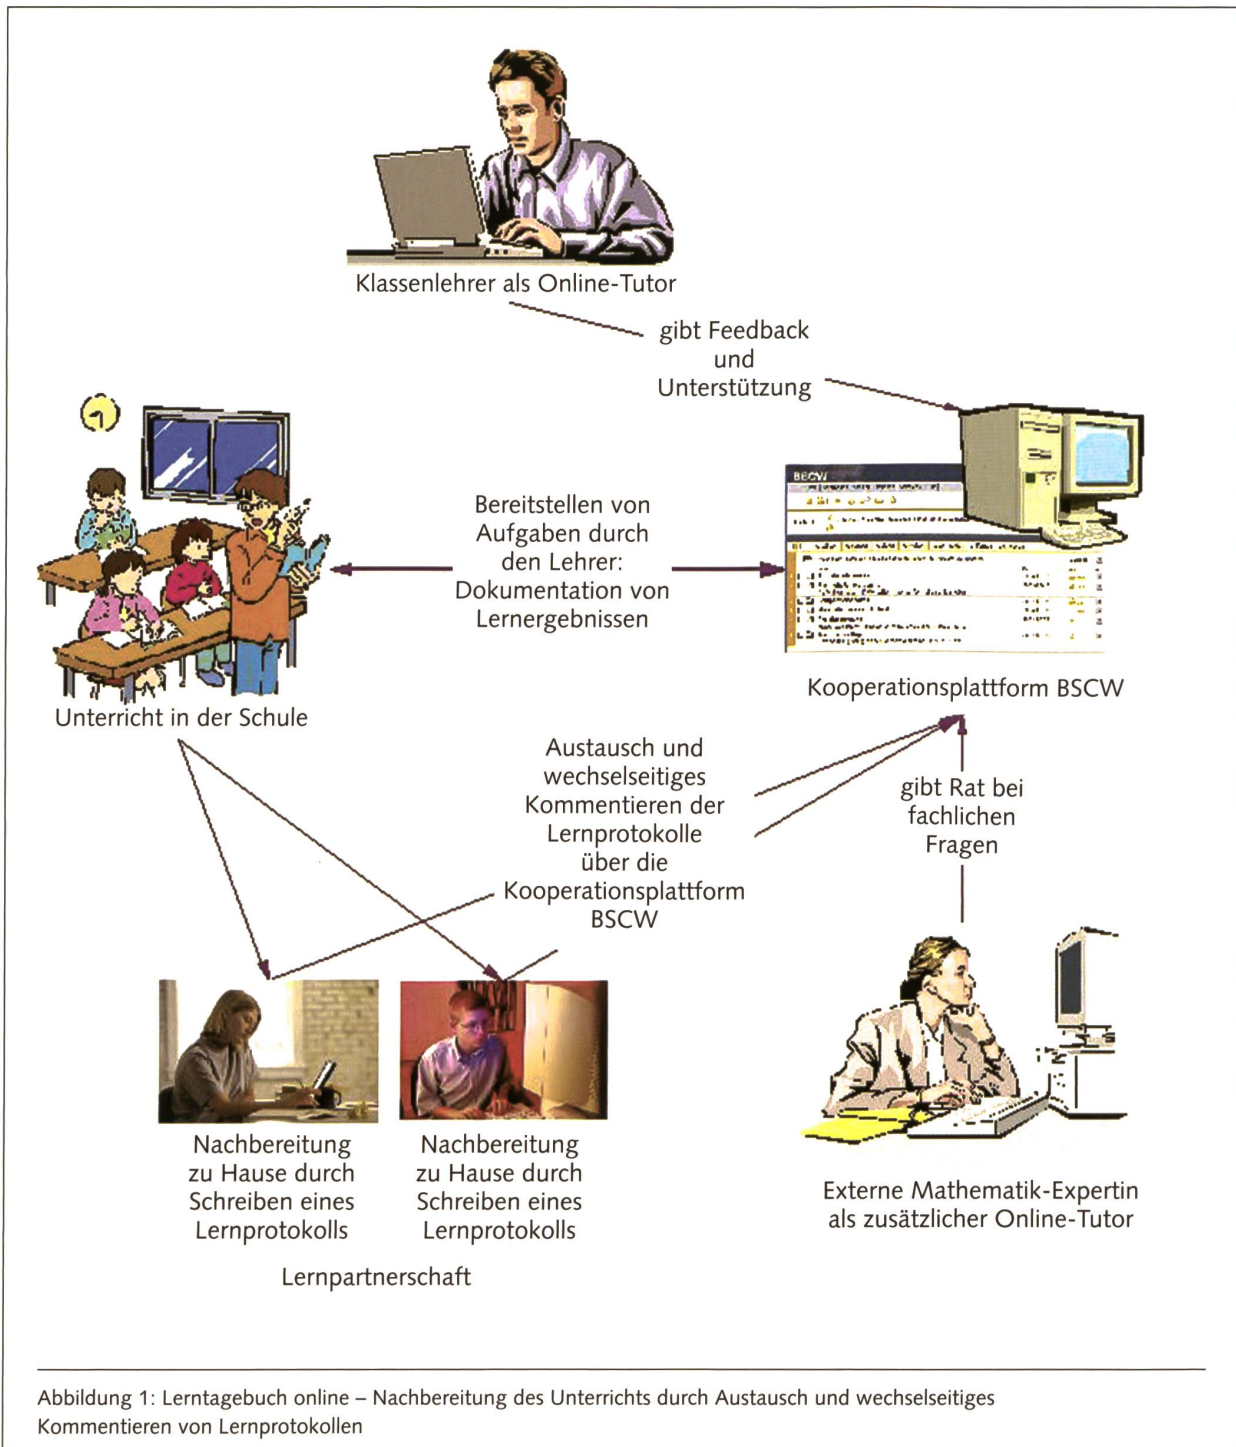 Klassenlehrer als Online-Tutor
gibt Feedback
und
Unterstützung
BSCW
Bereitstellen von
Aufgaben durch
den Lehrer:
Dokumentation von
Lernergebnissen
Kooperationsplattform BSCW
Unterricht in der Schule
Austausch und
wechselseitiges
Kommentieren der
Lernprotokolle
über die
Kooperationsplattform
BSCW
gibt Rat bei
fachlichen
Fragen
Nachbereitung
zu Hause durch
Schreiben eines
Lernprotokolls
Nachbereitung
zu Hause durch
Schreiben eines
Lernprotokolls
Lernpartnerschaft
Externe Mathematik-Expertin
als zusätzlicher Online-Tutor
Abbildung 1: Lerntagebuch online – Nachbereitung des Unterrichts durch Austausch und wechselseitiges
Kommentieren von Lernprotokollen